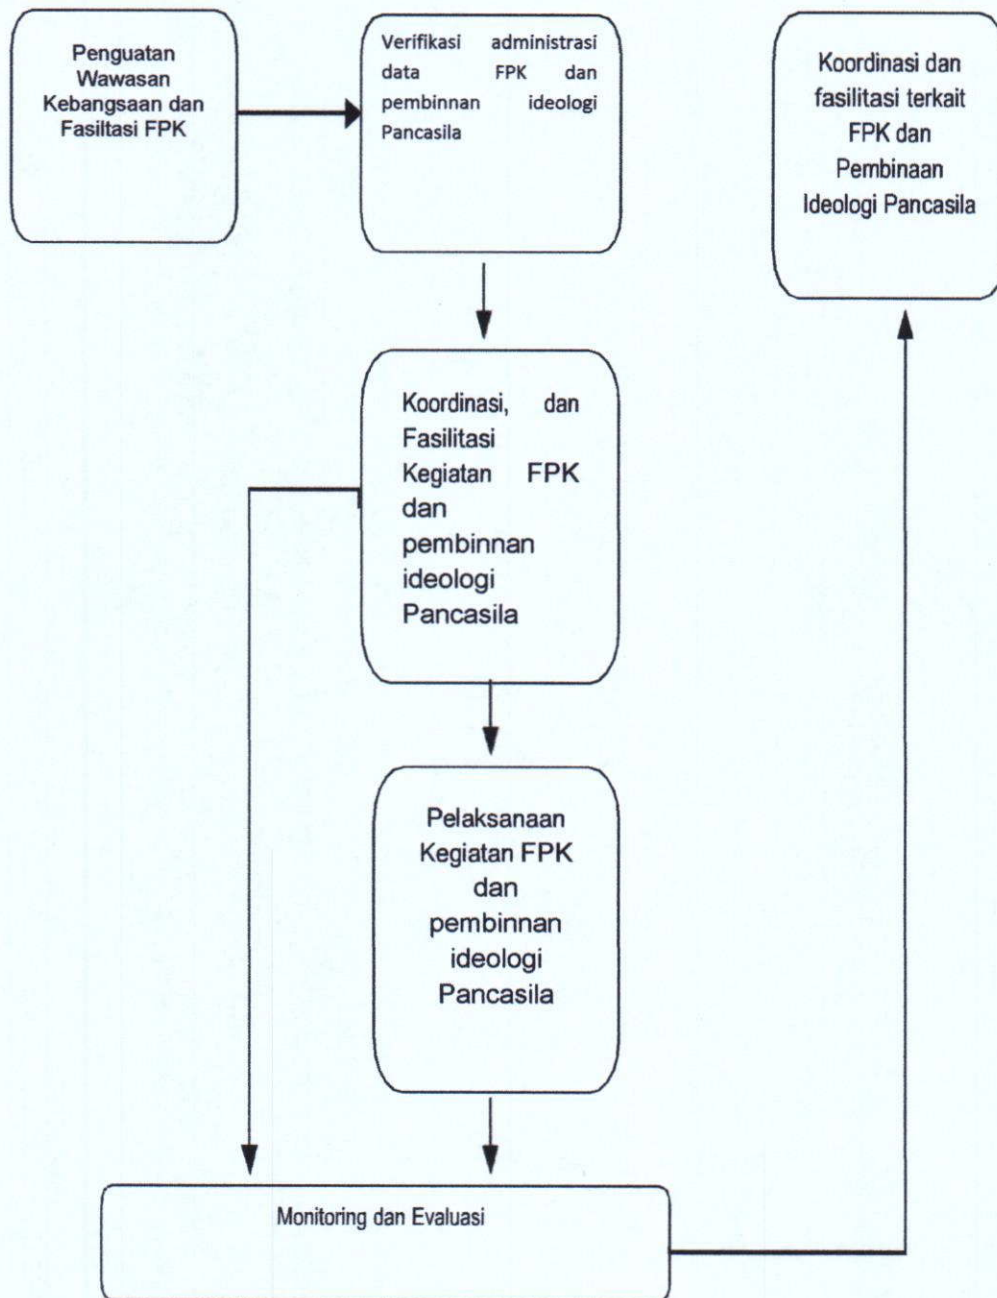 Penguatan
Wawasan
Kebangsaan dan
Fasiltasi FPK
Verifikasi administrasi
data FPK dan
pembinnan ideologi
Pancasila
Koordinasi dan
fasilitasi terkait
FPK dan
Pembinaan
Ideologi Pancasila
Koordinasi, dan
Fasilitasi
Kegiatan FPK
dan
pembinnan
ideologi
Pancasila
Pelaksanaan
Kegiatan FPK
dan
pembinnan
ideologi
Pancasila
Monitoring dan Evaluasi